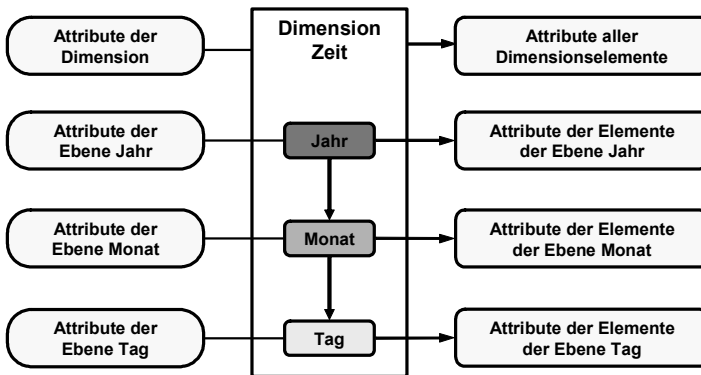 Attribute der
Dimension
Dimension
Zeit
Attribute aller
Dimensionselemente
Attribute der
Ebene Jahr
Jahr
Attribute der Elemente
der Ebene Jahr
Attribute der
Ebene Monat
Monat
Attribute der Elemente
der Ebene Monat
Attribute der
Ebene Tag
Tag
Attribute der Elemente
der Ebene Tag